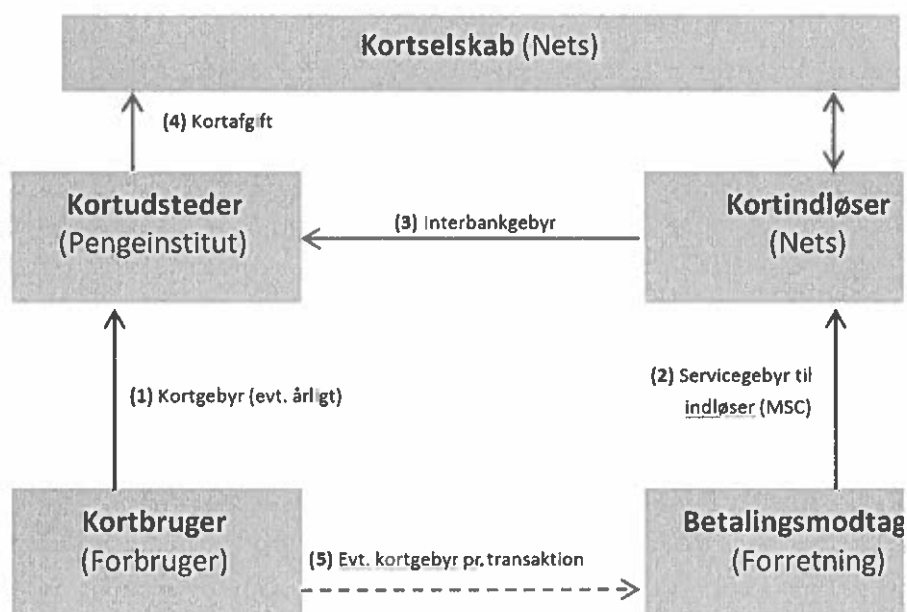 Kortselskab (Nets)
(4) Kortafgift
Kortudsteder
(Pengeinstitut)
(3) Interbankgebyr
Kortindløser
(Nets)
(1) Kortgebyr (evt. årligt)
(2) Servicegebyr til
indløser (MSC)
Kortbruger
(Forbruger)
(5) Evt. kortgebyr pr. transaktion
Betalingsmodtag
(Forretning)